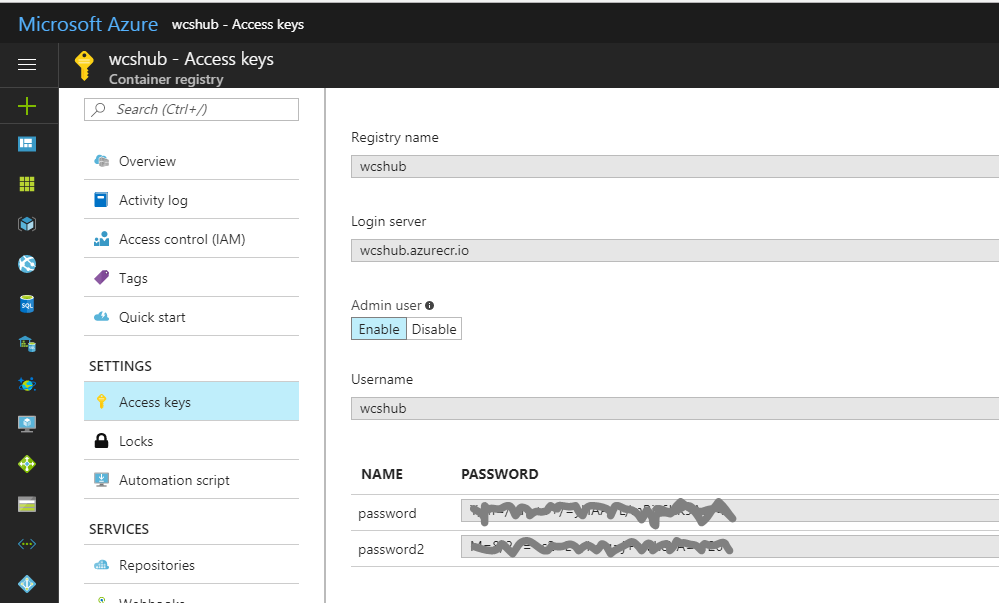 Microsoft Azure wcshub - Access keys
wcshub - Access keys
Container registry
Search (Ctrl+/)
Overview
Activity log
Access control (IAM)
Tags
Quick start
SETTINGS
Access keys
Locks
Automation script
SERVICES
Repositories
Webhooks
Registry name
wcshub
Login server
wcshub.azurecr.io
Admin user
Enable Disable
Username
wcshub
NAME PASSWORD
password
password2
SQL